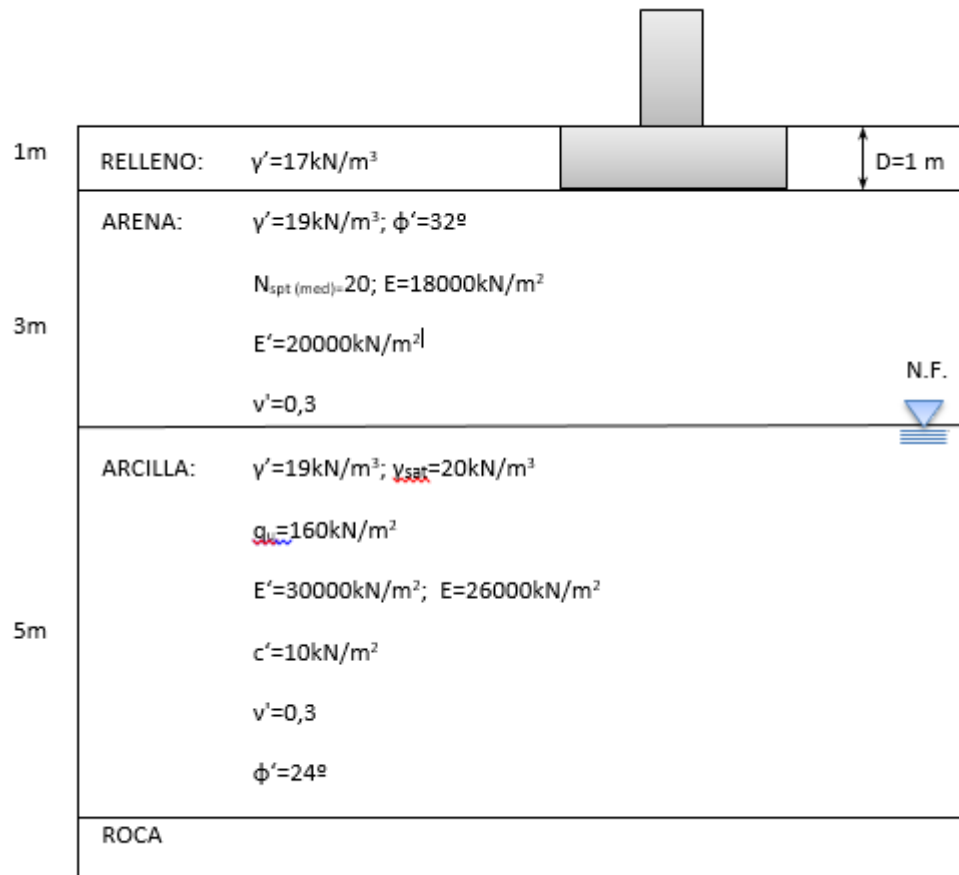 1m
RELLENO: γ'=17kN/m³
D=1 m
ARENA: γ'=19kN/m³; ϕ'=32º
Nspt (med)=20; E=18000kN/m²
3m
E'=20000kN/m²
N.F.
ν'=0,3
ARCILLA: γ'=19kN/m³; γsat=20kN/m³
qu=160kN/m²
E'=30000kN/m²; E=26000kN/m²
5m
c'=10kN/m²
ν'=0,3
ϕ'=24º
ROCA